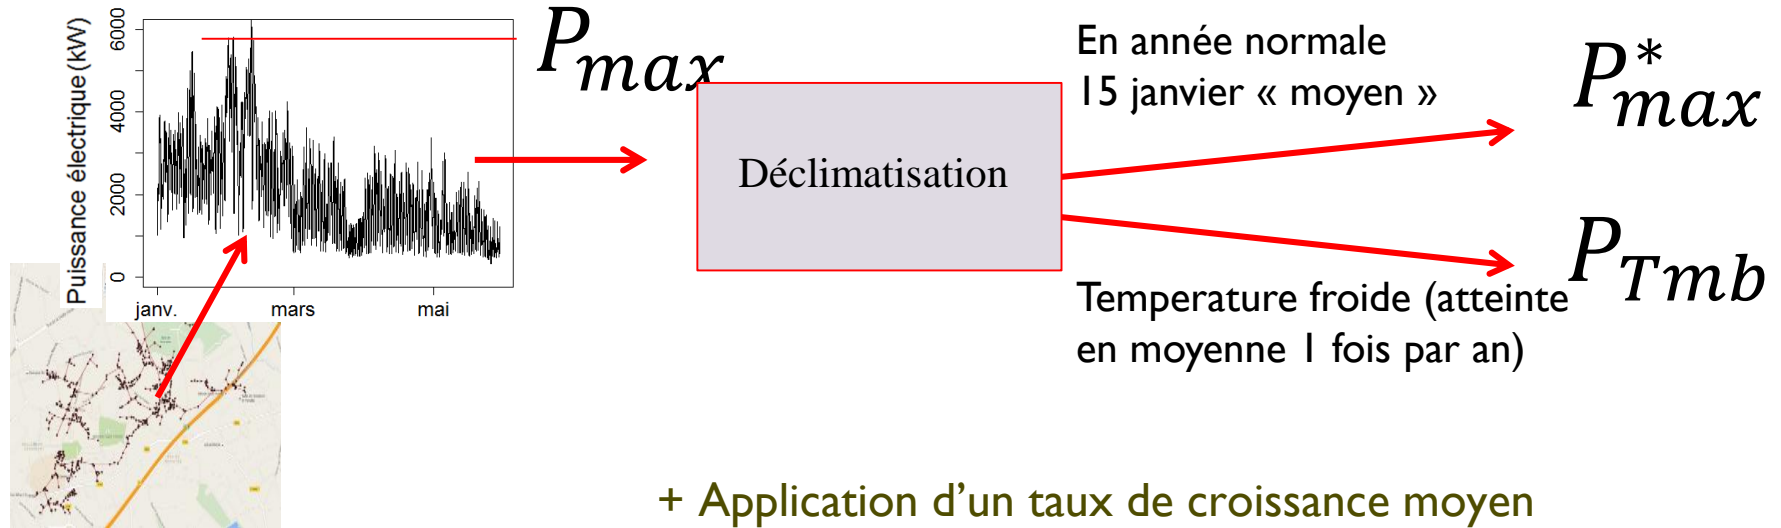 Puissance électrique (kW)
6000
4000
2000
0
janv.
mars
mai
P_max
Déclimatisation
En année normale
15 janvier « moyen »
P*_max
Temperature froide (atteinte
en moyenne 1 fois par an)
P_Tmb
+ Application d’un taux de croissance moyen